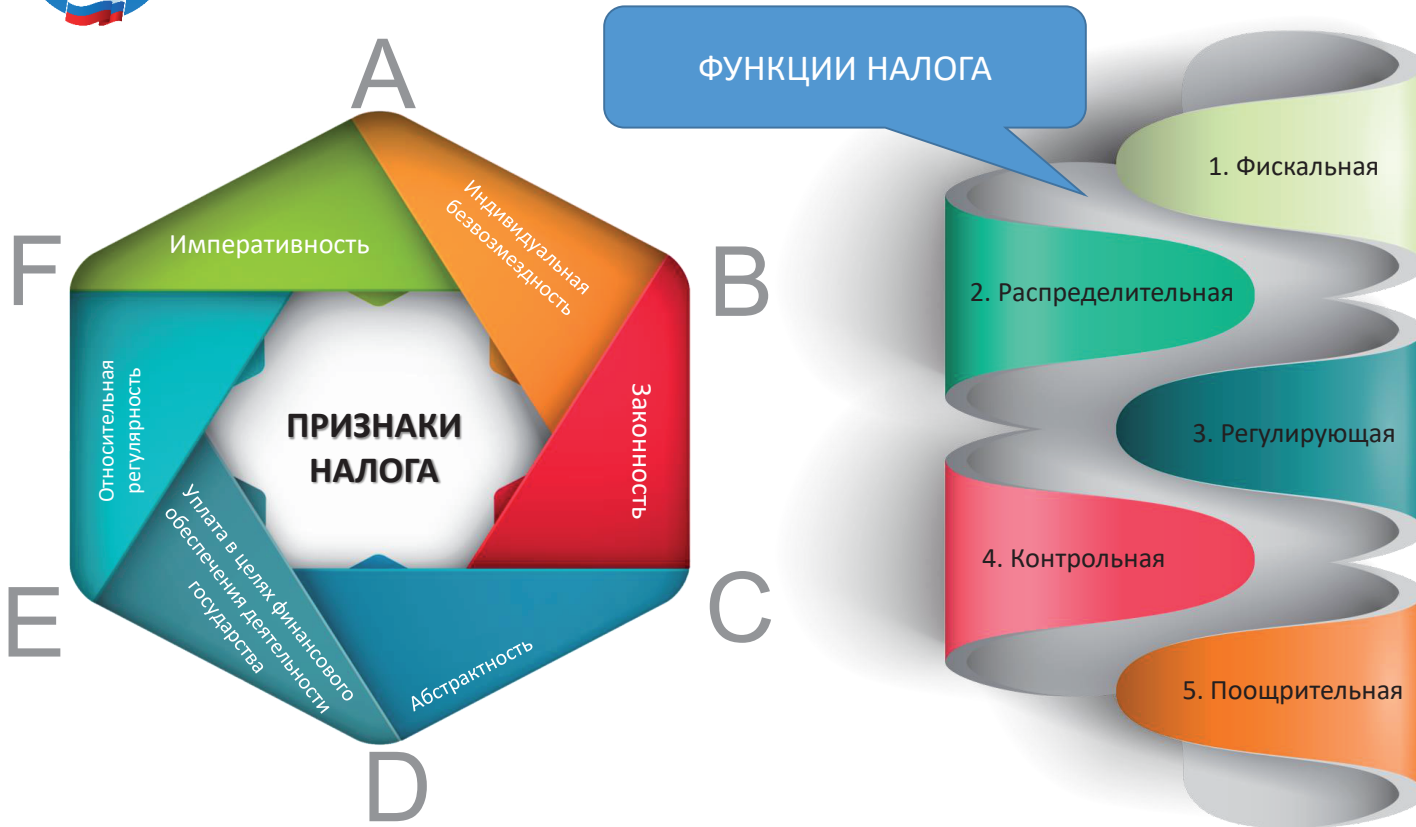 A
B
C
D
E
F
Императивность
Индивидуальная
безвозмездность
Законность
Абстрактность
Уплата в целях финансового
обеспечения деятельности
государства
Относительная
регулярность
ПРИЗНАКИ
НАЛОГА
ФУНКЦИИ НАЛОГА
1. Фискальная
2. Распределительная
3. Регулирующая
4. Контрольная
5. Поощрительная